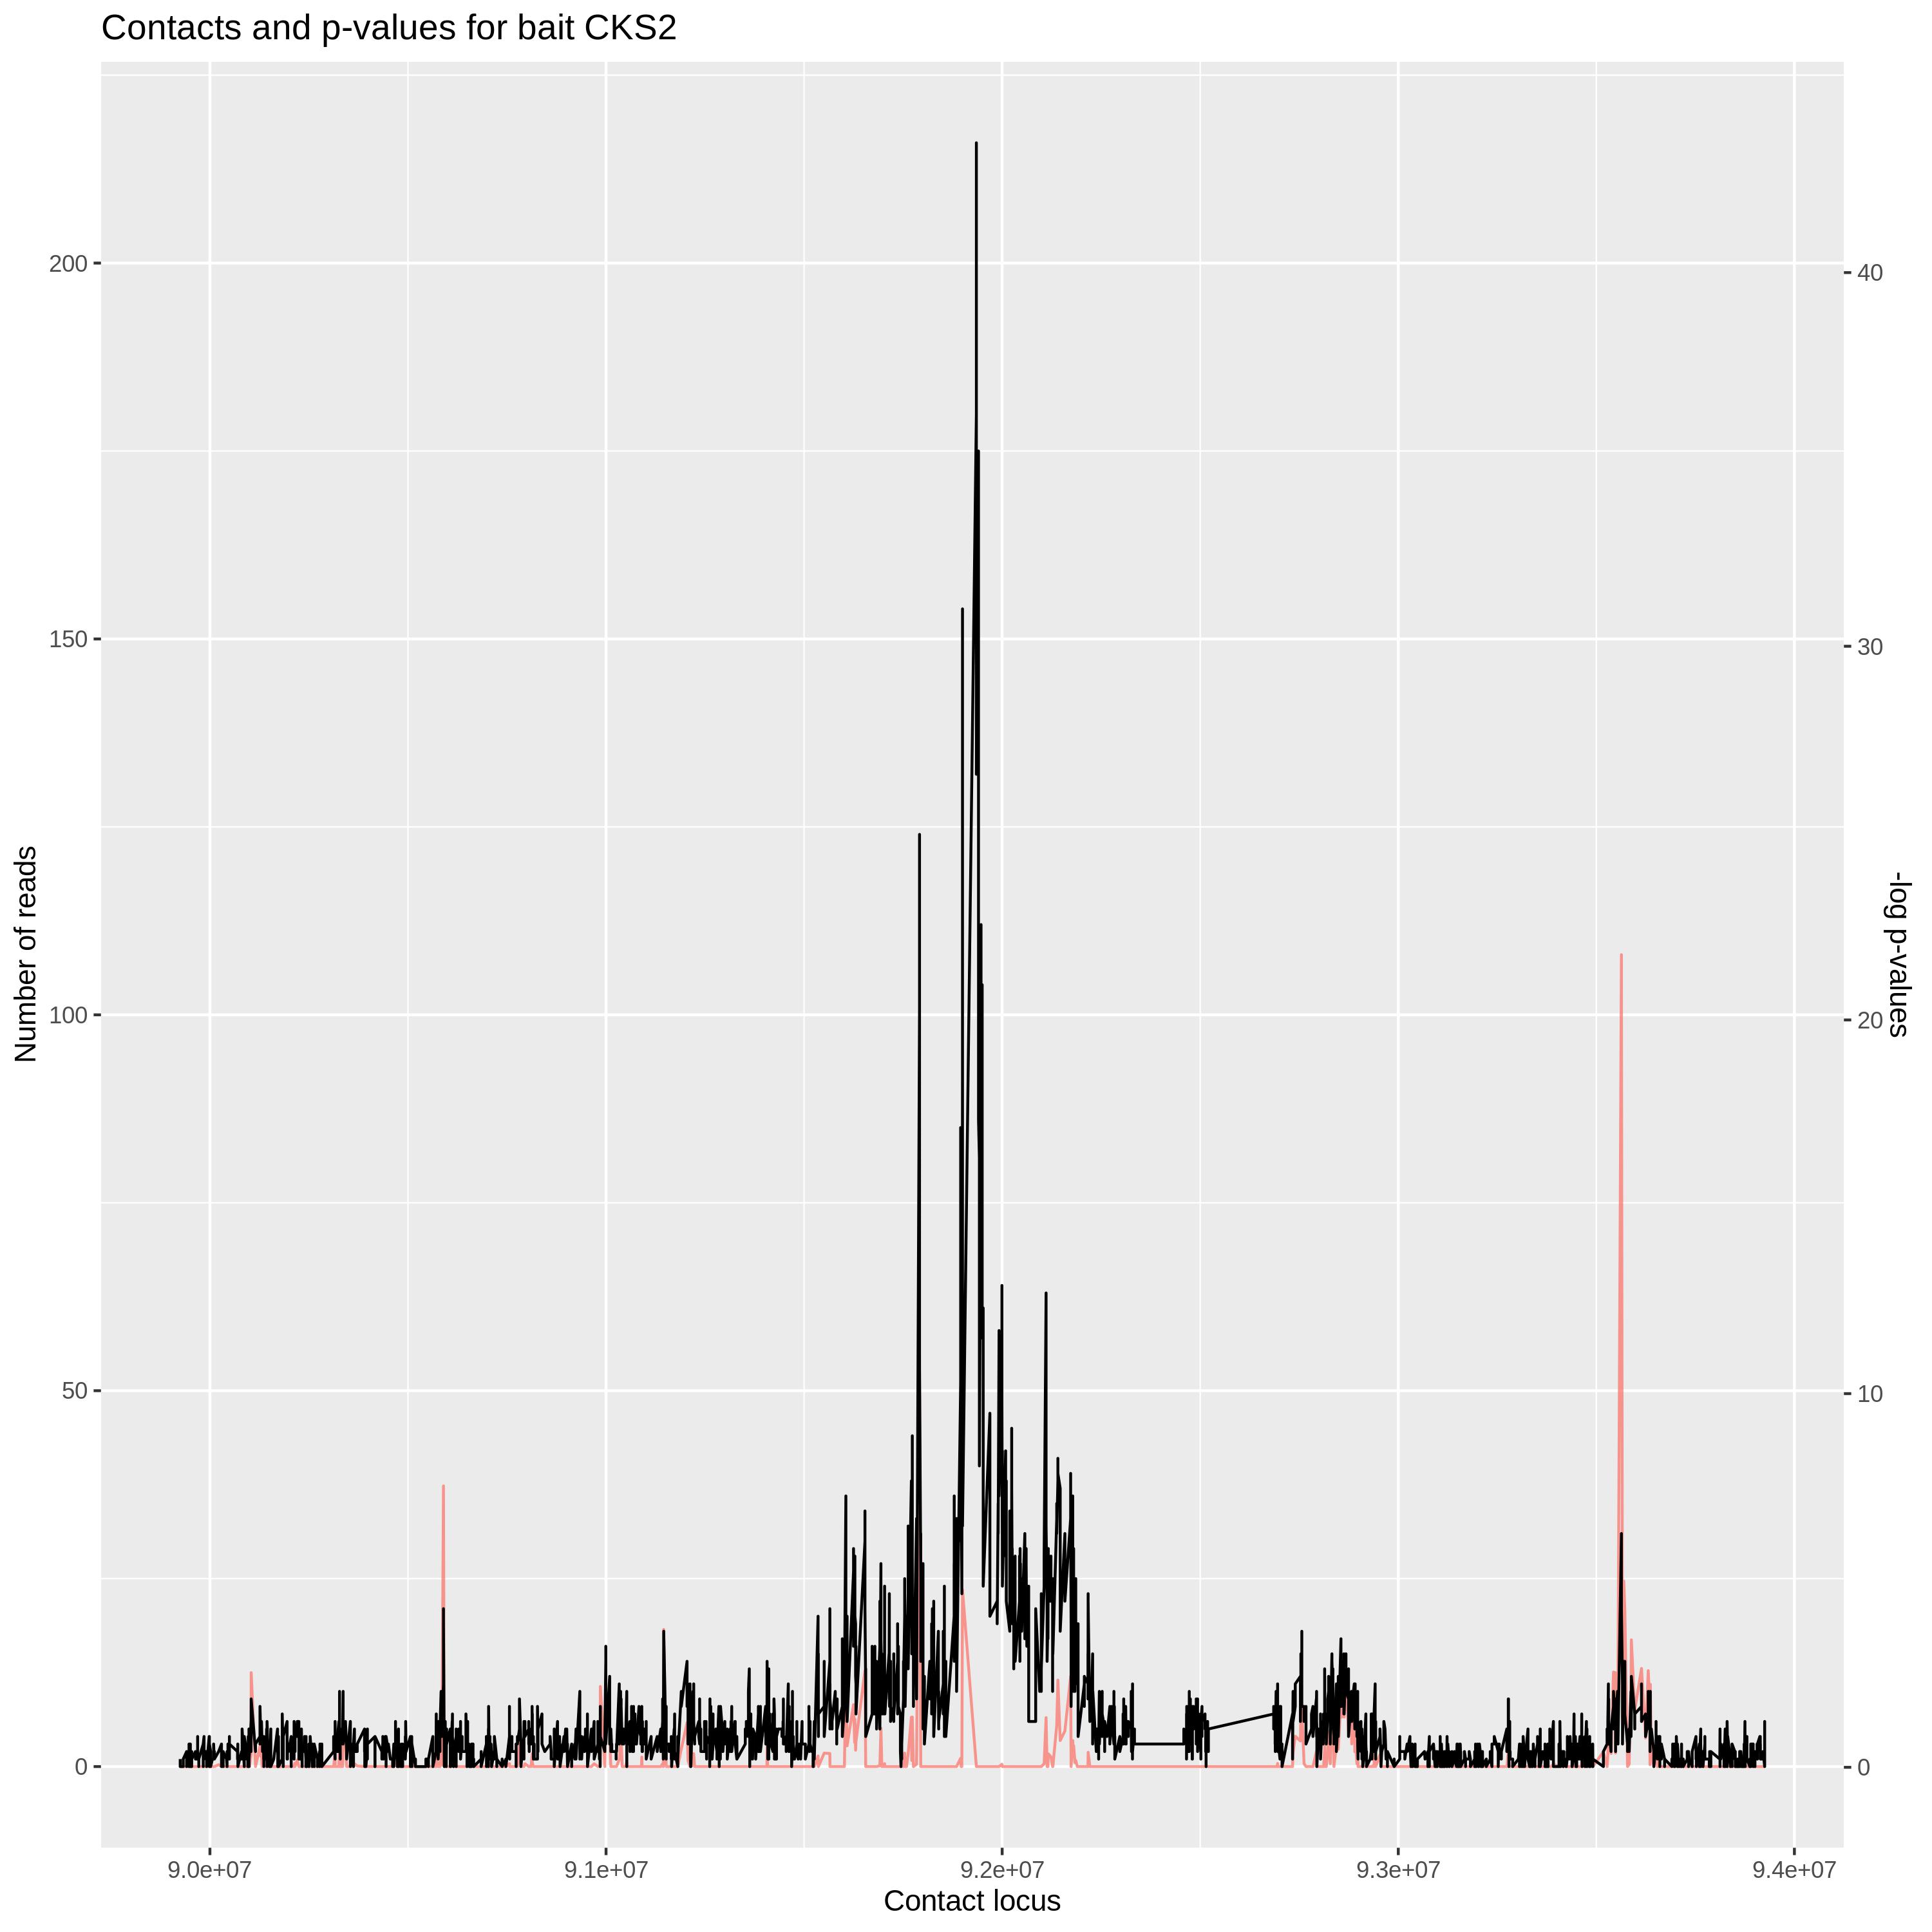 Contacts and p-values for bait CKS2
Number of reads
200
150
100
50
0
40
30
20
10
0
-log p-values
9.0e+07
9.1e+07
9.2e+07
9.3e+07
9.4e+07
Contact locus